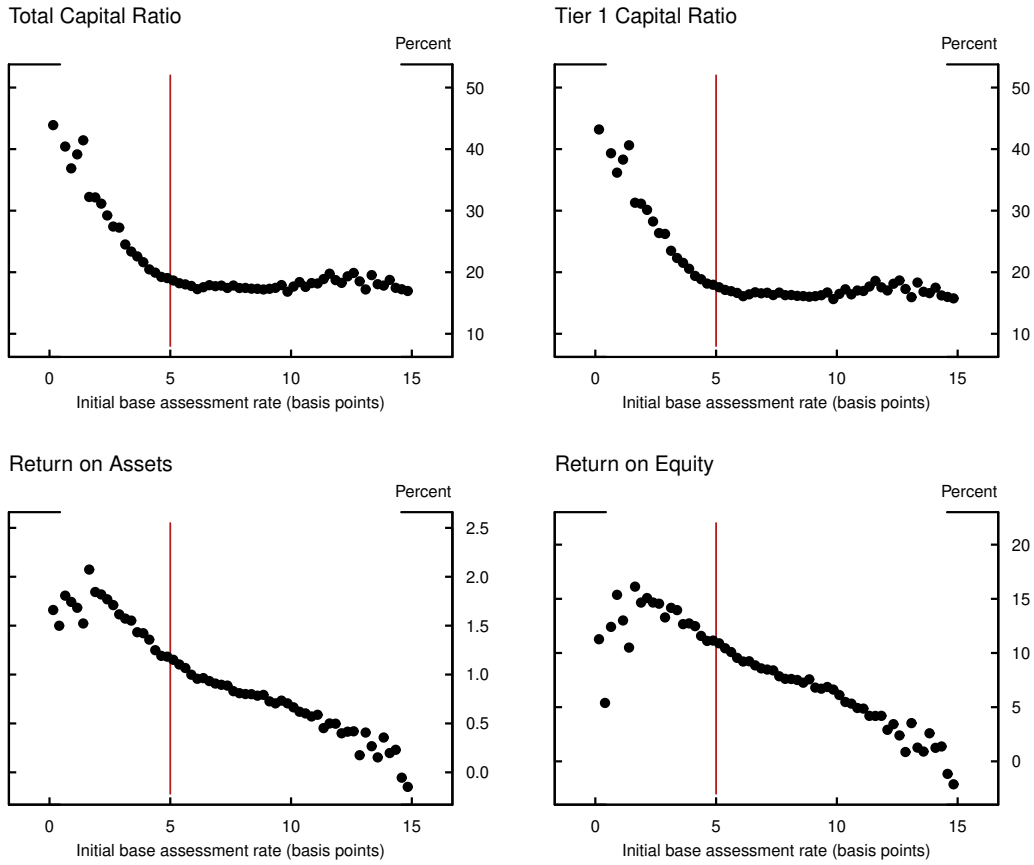 Total Capital Ratio
Percent
50
40
30
20
10
0 5 10 15
Initial base assessment rate (basis points)
Tier 1 Capital Ratio
Percent
50
40
30
20
10
0 5 10 15
Initial base assessment rate (basis points)
Return on Assets
Percent
2.5
2.0
1.5
1.0
0.5
0.0
0 5 10 15
Initial base assessment rate (basis points)
Return on Equity
Percent
20
15
10
5
0
0 5 10 15
Initial base assessment rate (basis points)